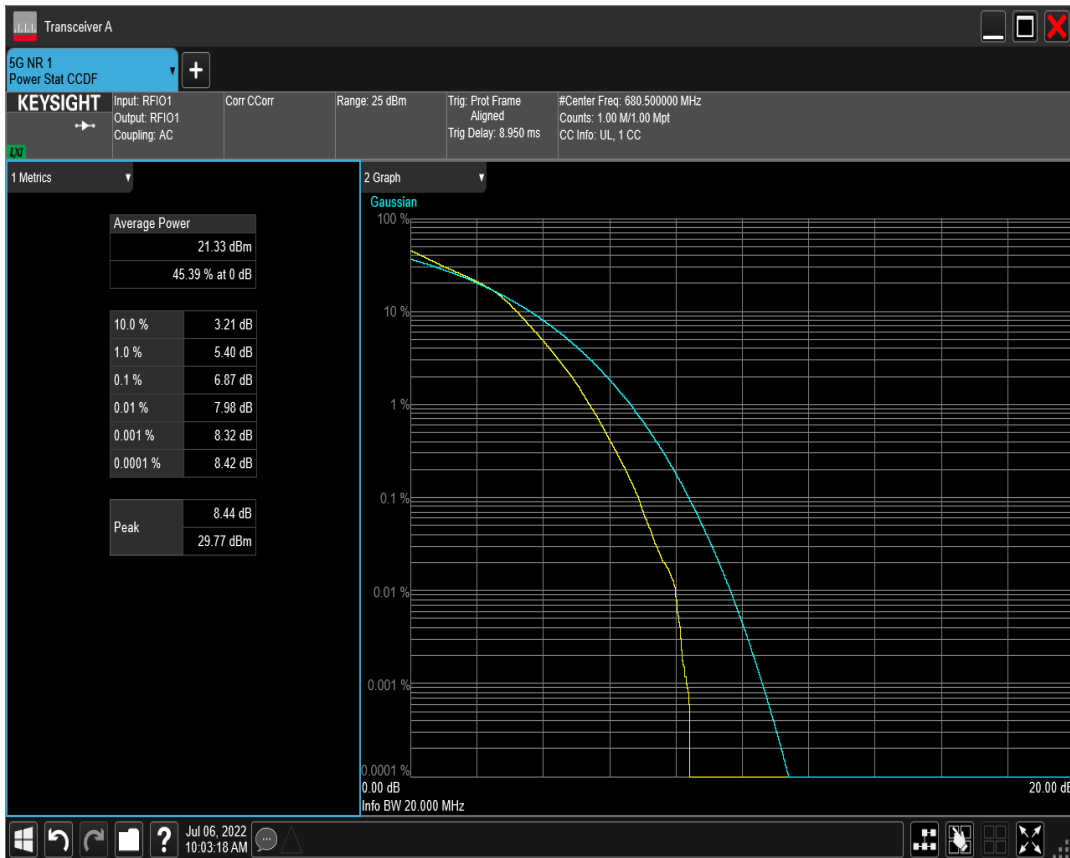 Transceiver A
5G NR 1
Power Stat CCDF
KEYSIGHT
LXI
Input: RFIO1
Output: RFIO1
Coupling: AC
Corr CCorr
Range: 25 dBm
Trig: Prot Frame
Aligned
Trig Delay: 8.950 ms
#Center Freq: 680.500000 MHz
Counts: 1.00 M/1.00 Mpt
CC Info: UL, 1 CC
1 Metrics
Average Power
21.33 dBm
45.39 % at 0 dB
10.0 % 3.21 dB
1.0 % 5.40 dB
0.1 % 6.87 dB
0.01 % 7.98 dB
0.001 % 8.32 dB
0.0001 % 8.42 dB
Peak
8.44 dB
29.77 dBm
2 Graph
Gaussian
100 %
10 %
1 %
0.1 %
0.01 %
0.001 %
0.0001 %
0.00 dB 20.00 dB
Info BW 20.000 MHz
?
Jul 06, 2022
10:03:18 AM